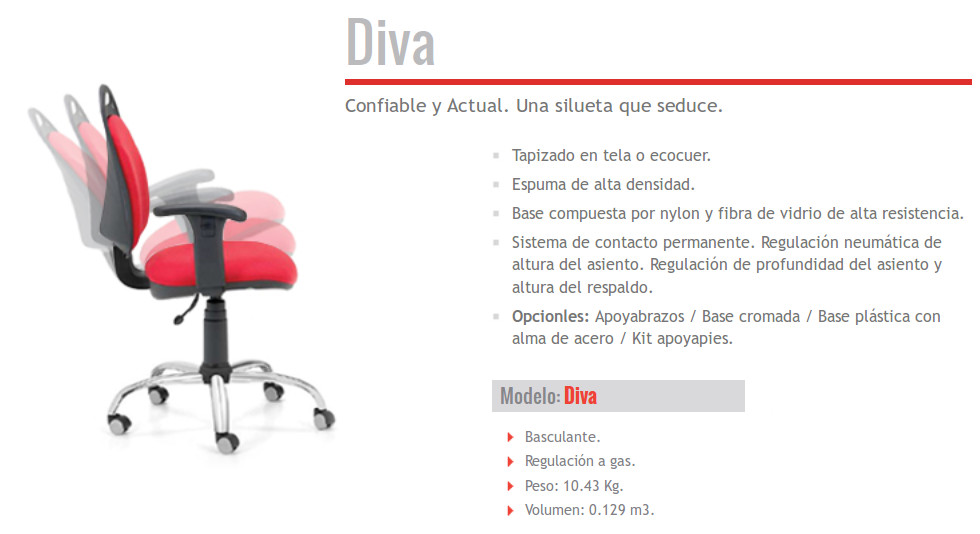 Diva
Confiable y Actual. Una silueta que seduce.
Tapizado en tela o ecocuer.
Espuma de alta densidad.
Base compuesta por nylon y fibra de vidrio de alta resistencia.
Sistema de contacto permanente. Regulación neumática de
altura del asiento. Regulación de profundidad del asiento y
altura del respaldo.
Opcionles: Apoyabrazos / Base cromada / Base plástica con
alma de acero / Kit apoyapies.
Modelo: Diva
Basculante.
Regulación a gas.
Peso: 10.43 Kg.
Volumen: 0.129 m3.